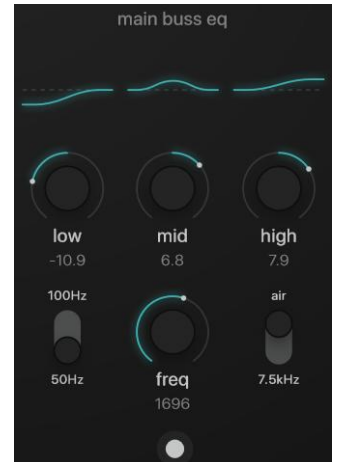 main buss eq
low mid high
-10.9 6.8 7.9
100Hz air
50Hz freq 7.5kHz
1696